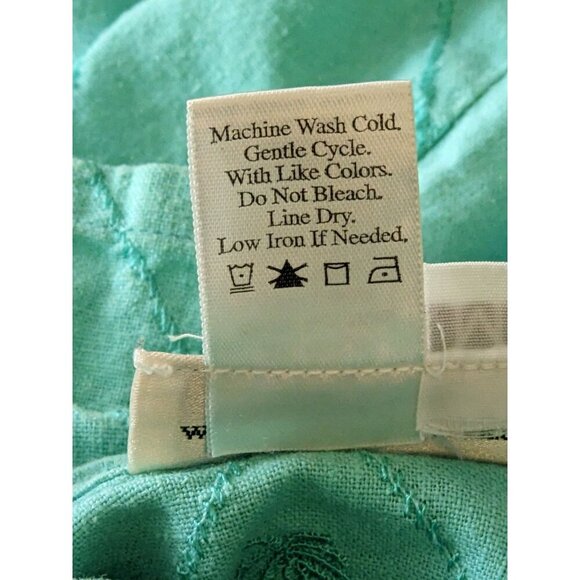 Machine Wash Cold.
Gentle Cycle.
With Like Colors.
Do Not Bleach.
Line Dry.
Low Iron If Needed.